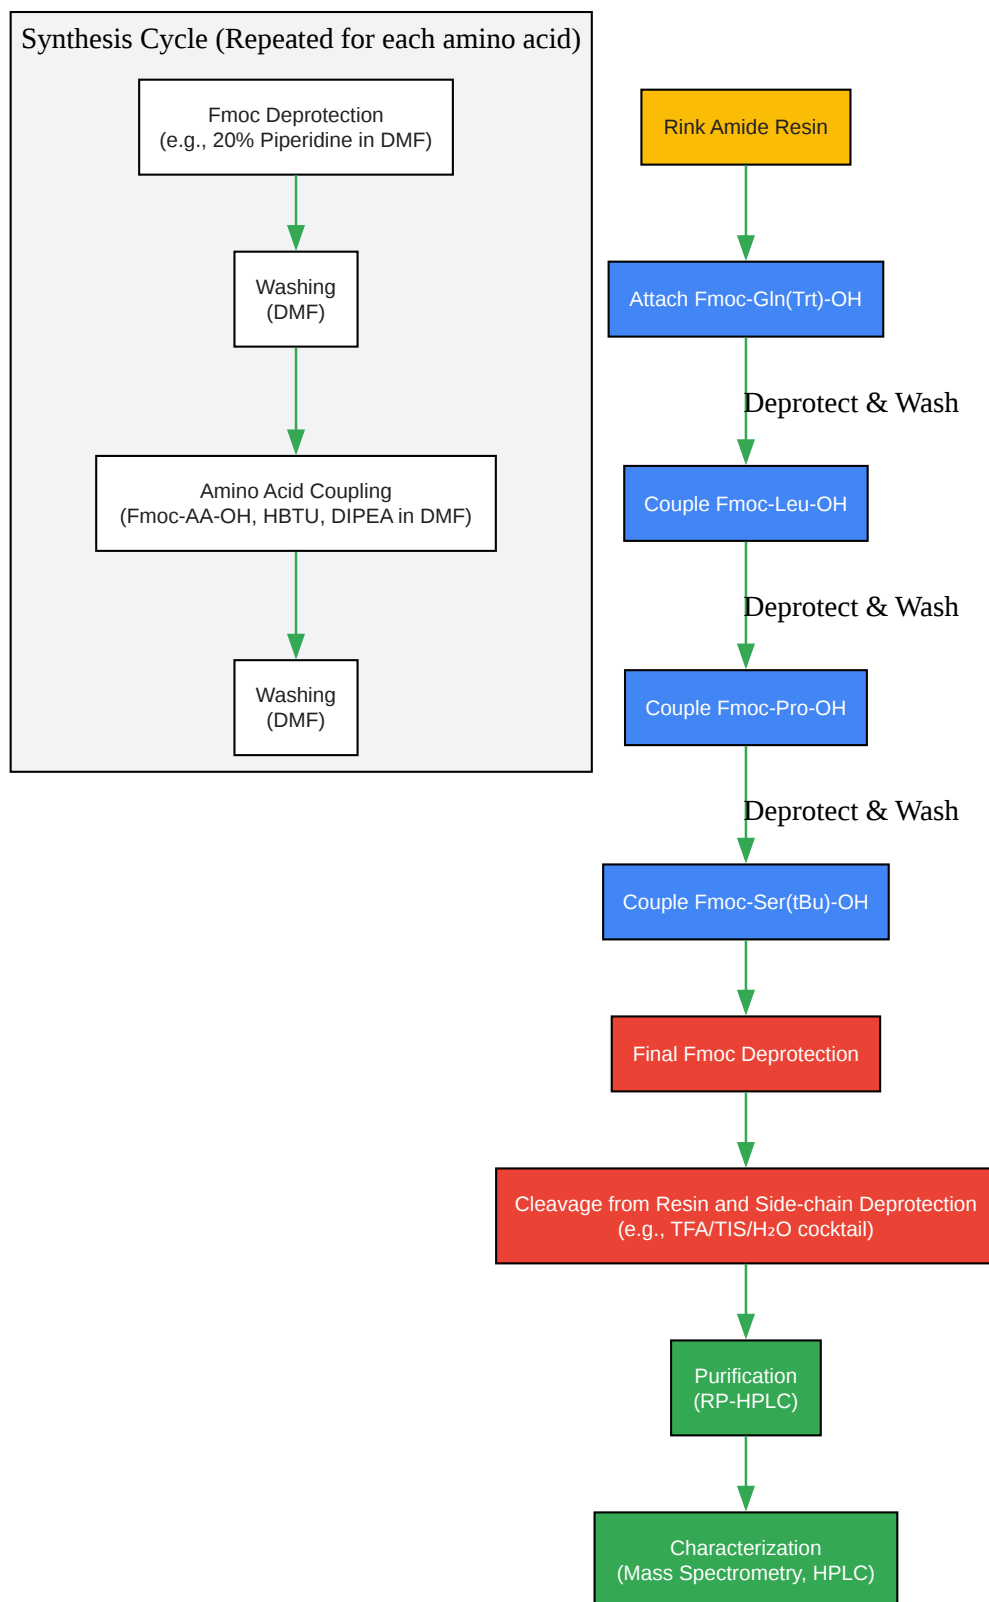 Synthesis Cycle (Repeated for each amino acid)
Fmoc Deprotection
(e.g., 20% Piperidine in DMF)
Washing
(DMF)
Amino Acid Coupling
(Fmoc-AA-OH, HBTU, DIPEA in DMF)
Washing
(DMF)
Rink Amide Resin
Attach Fmoc-Gln(Trt)-OH
Deprotect & Wash
Couple Fmoc-Leu-OH
Deprotect & Wash
Couple Fmoc-Pro-OH
Deprotect & Wash
Couple Fmoc-Ser(tBu)-OH
Final Fmoc Deprotection
Cleavage from Resin and Side-chain Deprotection
(e.g., TFA/TIS/H₂O cocktail)
Purification
(RP-HPLC)
Characterization
(Mass Spectrometry, HPLC)